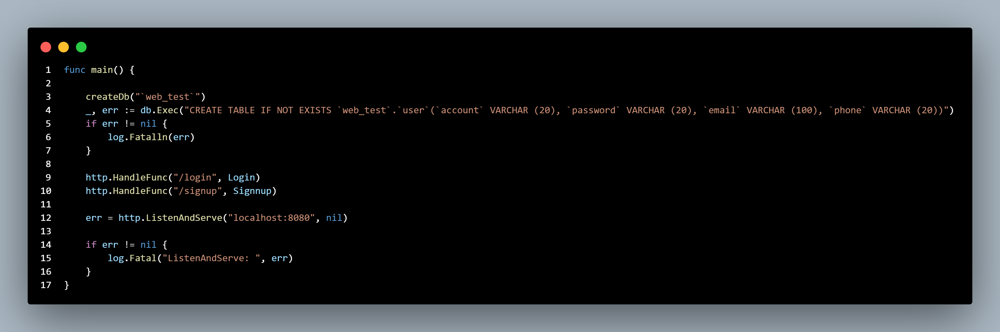 1 func main() {
2
3     createDb("`web_test`")
4     _, err := db.Exec("CREATE TABLE IF NOT EXISTS `web_test`.`user`(`account` VARCHAR (20), `password` VARCHAR (20), `email` VARCHAR (100), `phone` VARCHAR (20))")
5     if err != nil {
6         log.Fatalln(err)
7     }
8
9     http.HandleFunc("/login", Login)
10     http.HandleFunc("/signup", Signnup)
11
12     err = http.ListenAndServe("localhost:8080", nil)
13
14     if err != nil {
15         log.Fatal("ListenAndServe: ", err)
16     }
17 }